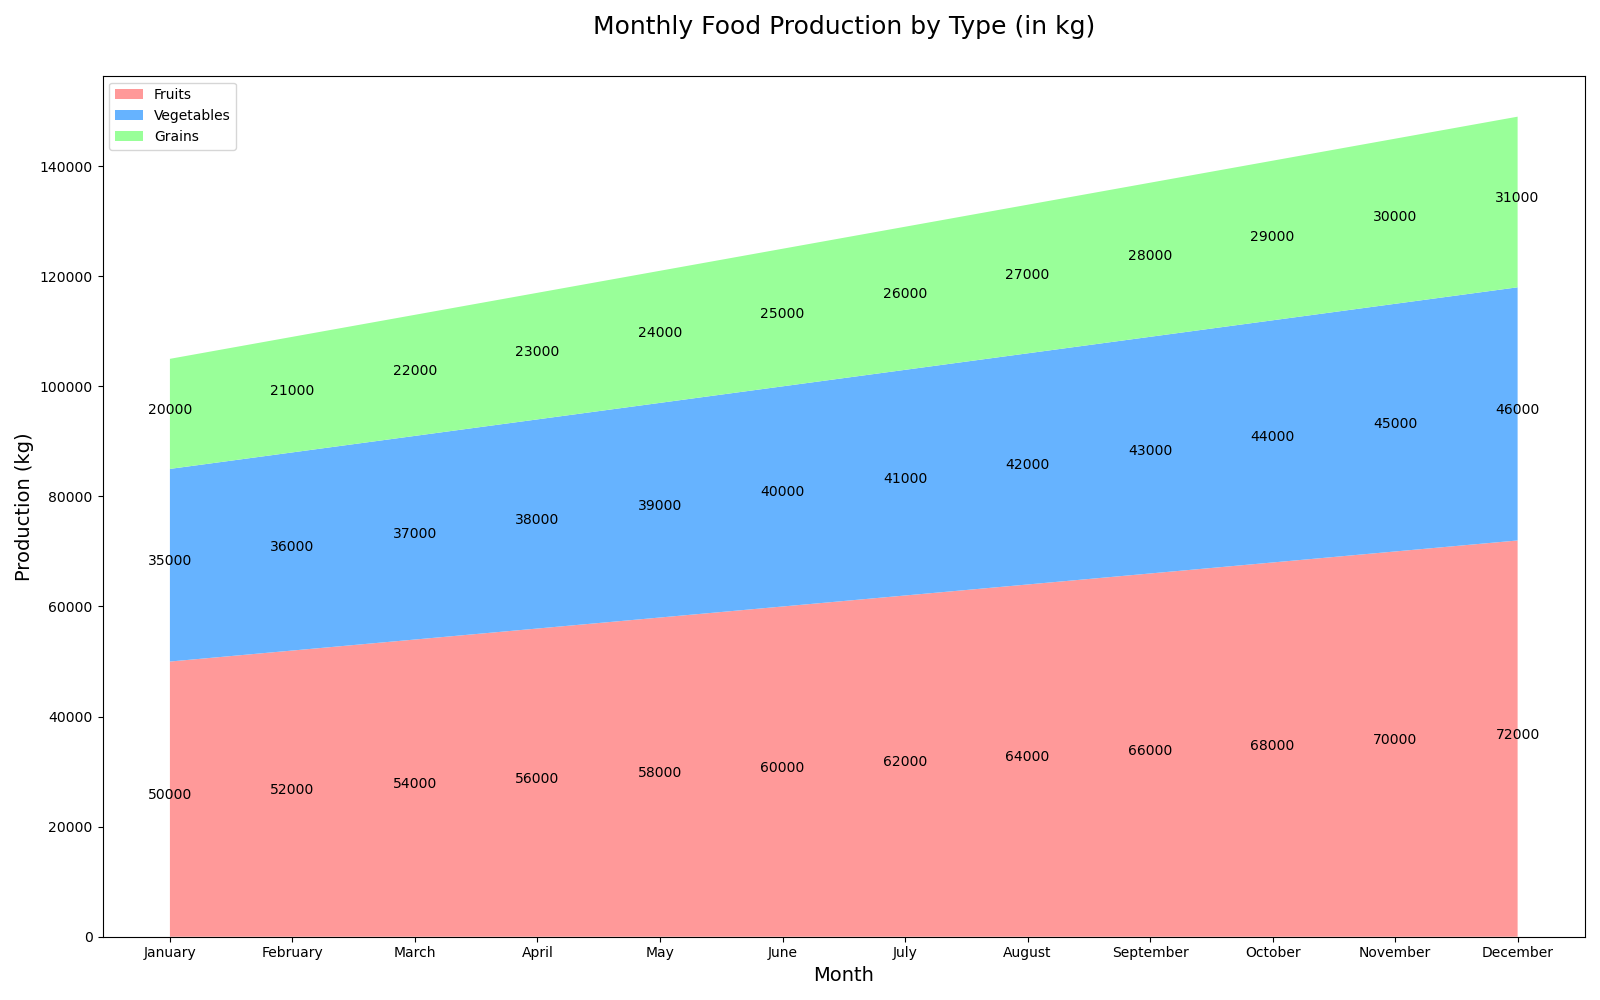 Monthly Food Production by Type (in kg)
Fruits
Vegetables
Grains
Production (kg)
140000
120000
100000
80000
60000
40000
20000
0
20000 21000 22000 23000 24000 25000 26000 27000 28000 29000 30000 31000
35000 36000 37000 38000 39000 40000 41000 42000 43000 44000 45000 46000
50000 52000 54000 56000 58000 60000 62000 64000 66000 68000 70000 72000
January February March April May June July August September October November December
Month